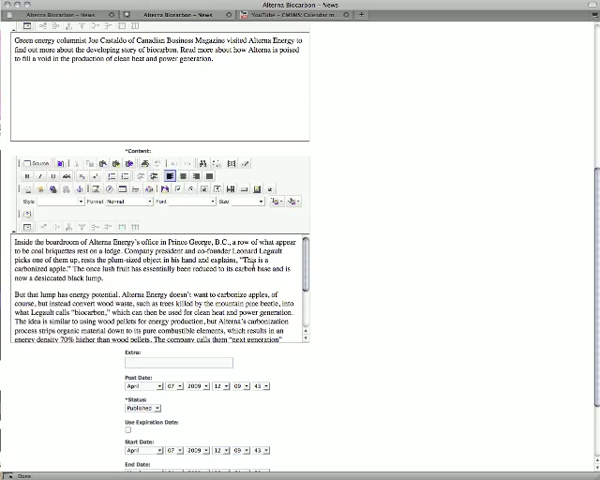 Alterna Biocarbon – News
Alterna Biocarbon – News
Alterna Biocarbon – News
YouTube – CMSMS: Calendar m
Green energy columnist Joe Castaldo of Canadian Business Magazine visited Alterna Energy to
find out more about the developing story of biocarbon. Read more about how Alterna is poised
to fill a void in the production of clean heat and power generation.
*Content:
Source
Style
Format
Normal
Font
Size
Inside the boardroom of Alterna Energy's office in Prince George, B.C., a row of what appear
to be coal briquettes rest on a ledge. Company president and co-founder Leonard Legault
picks one of them up, rests the plum-sized object in his hand and explains, "This is a
carbonized apple." The once lush fruit has essentially been reduced to its carbon base and is
now a desiccated black lump.
But that lump has energy potential. Alterna Energy doesn't want to carbonize apples, of
course, but instead convert wood waste, such as trees killed by the mountain pine beetle, into
what Legault calls "biocarbon," which can then be used for clean heat and power generation.
The idea is similar to using wood pellets for energy production, but Alterna's carbonization
process strips organic material down to its pure combustible elements, which results in an
energy density 70% higher than wood pellets. The company calls them "next generation"
Extra:
Post Date:
April 07 2009 12 09 43
*Status:
Published
Use Expiration Date:
Start Date:
April 07 2009 12 09 43
End Date:
Done